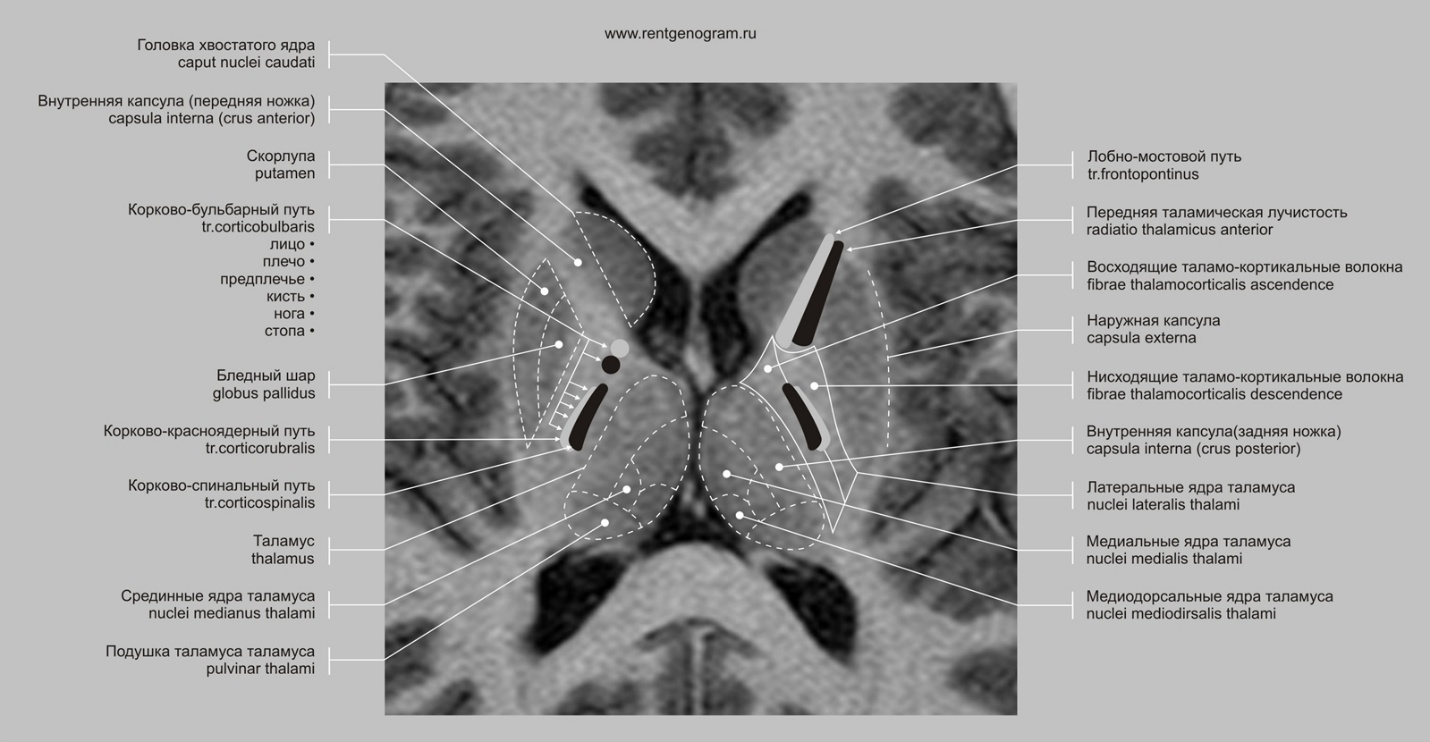 www.rentgenogram.ru
Головка хвостатого ядра
caput nuclei caudati
Внутренняя капсула (передняя ножка)
capsula interna (crus anterior)
Скорлупа
putamen
Корково-бульбарный путь
tr.corticobulbaris
лицо •
плечо •
предплечье •
кисть •
нога •
стопа •
Бледный шар
globus pallidus
Корково-красноядерный путь
tr.corticorubralis
Корково-спинальный путь
tr.corticospinalis
Таламус
thalamus
Срединные ядра таламуса
nuclei medianus thalami
Подушка таламуса таламуса
pulvinar thalami
Лобно-мостовой путь
tr.frontopontinus
Передняя таламическая лучистость
radiatio thalamicus anterior
Восходящие таламо-кортикальные волокна
fibrae thalamocorticalis ascendence
Наружная капсула
capsula externa
Нисходящие таламо-кортикальные волокна
fibrae thalamocorticalis descendence
Внутренняя капсула(задняя ножка)
capsula interna (crus posterior)
Латеральные ядра таламуса
nuclei lateralis thalami
Медиальные ядра таламуса
nuclei medialis thalami
Медиодорсальные ядра таламуса
nuclei mediodirsalis thalami